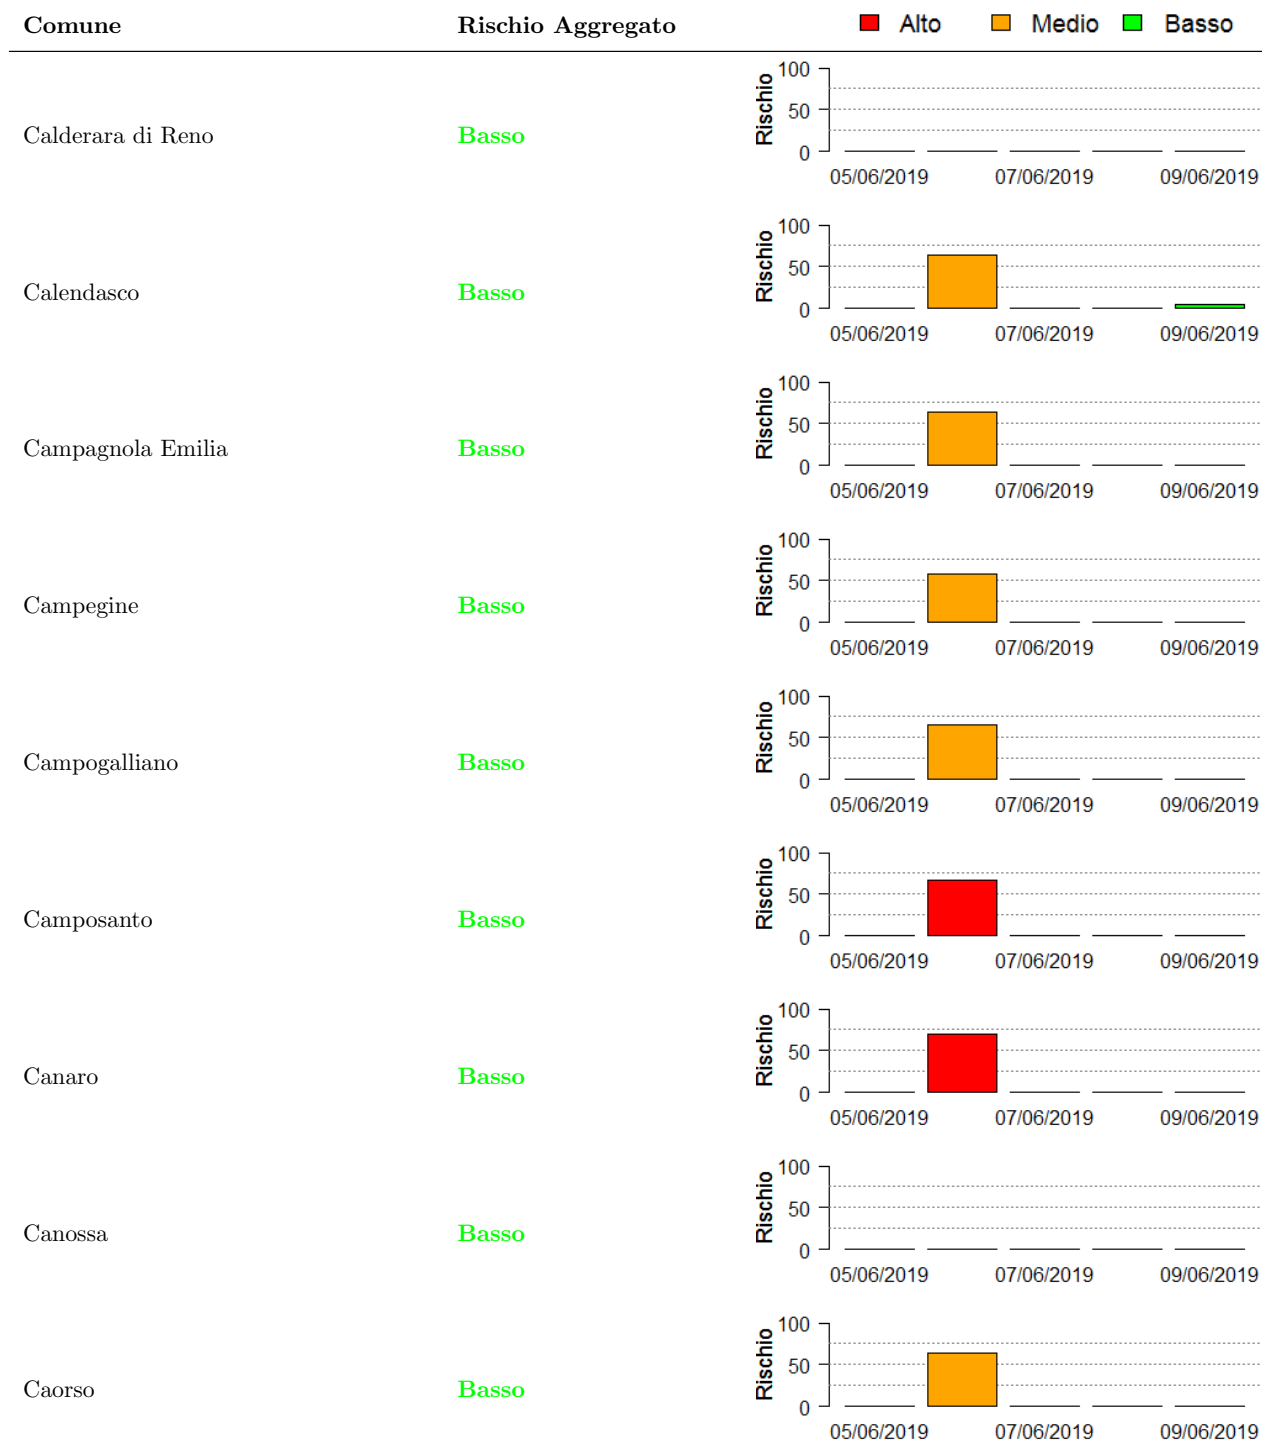 Comune Rischio Aggregato Alto Medio Basso
Calderara di Reno Basso Rischio 100 50 0
05/06/2019 07/06/2019 09/06/2019
Calendasco Basso Rischio 100 50 0
05/06/2019 07/06/2019 09/06/2019
Campagnola Emilia Basso Rischio 100 50 0
05/06/2019 07/06/2019 09/06/2019
Campegine Basso Rischio 100 50 0
05/06/2019 07/06/2019 09/06/2019
Campogalliano Basso Rischio 100 50 0
05/06/2019 07/06/2019 09/06/2019
Camposanto Basso Rischio 100 50 0
05/06/2019 07/06/2019 09/06/2019
Canaro Basso Rischio 100 50 0
05/06/2019 07/06/2019 09/06/2019
Canossa Basso Rischio 100 50 0
05/06/2019 07/06/2019 09/06/2019
Caorso Basso Rischio 100 50 0
05/06/2019 07/06/2019 09/06/2019